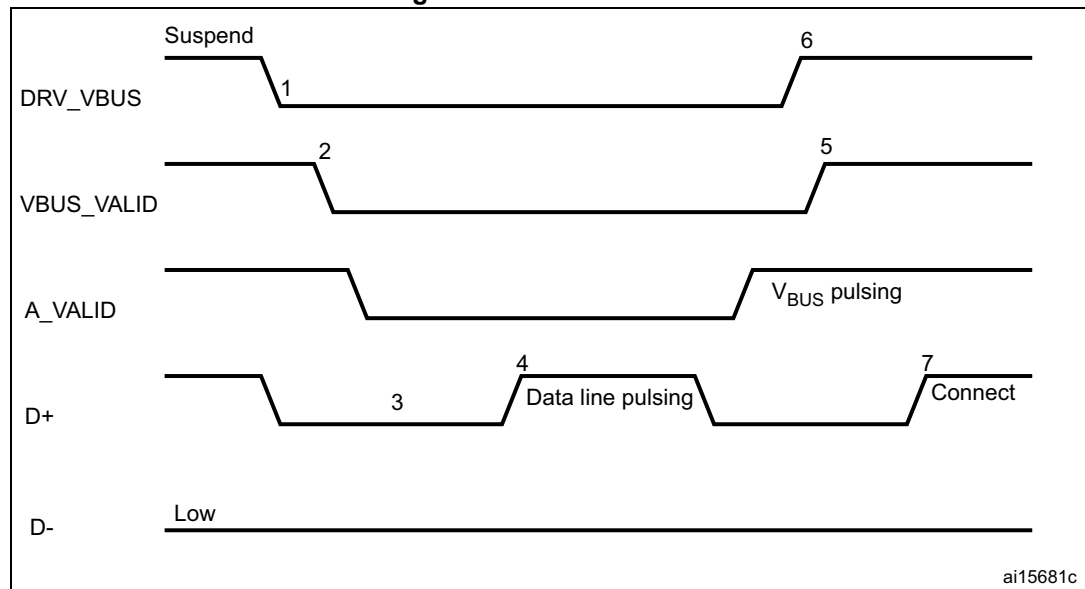 Suspend
6
DRV_VBUS
1
2
5
VBUS_VALID
A_VALID
VBUS pulsing
4
7
D+
3
Data line pulsing
Connect
D-
Low
ai15681c